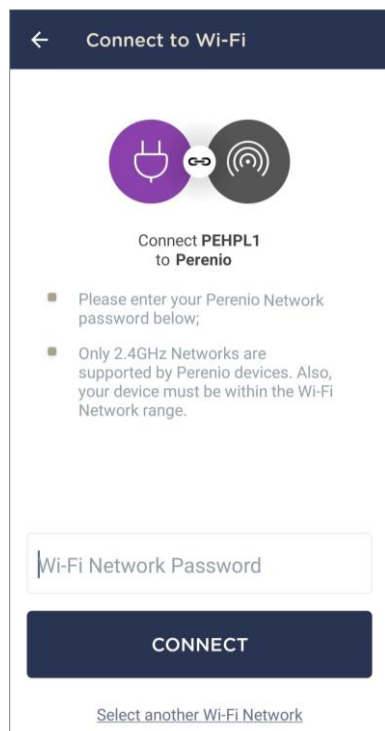 Connect to Wi-Fi
Connect PEHPL1
to Perenio
Please enter your Perenio Network
password below;
Only 2.4GHz Networks are
supported by Perenio devices. Also,
your device must be within the Wi-Fi
Network range.
Wi-Fi Network Password
CONNECT
Select another Wi-Fi Network